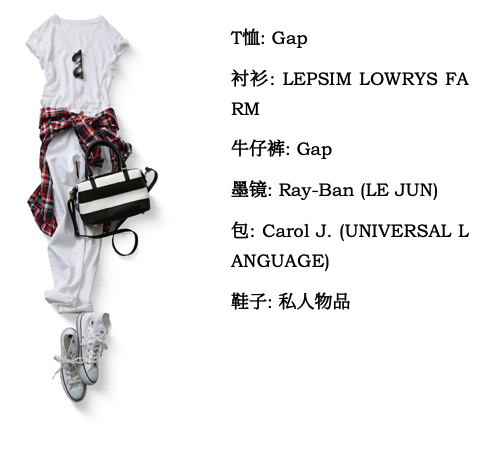 T恤: Gap
衬衫: LEPSIM LOWRYS FA
RM
牛仔裤: Gap
墨镜: Ray-Ban (LE JUN)
包: Carol J. (UNIVERSAL L
ANGUAGE)
鞋子: 私人物品